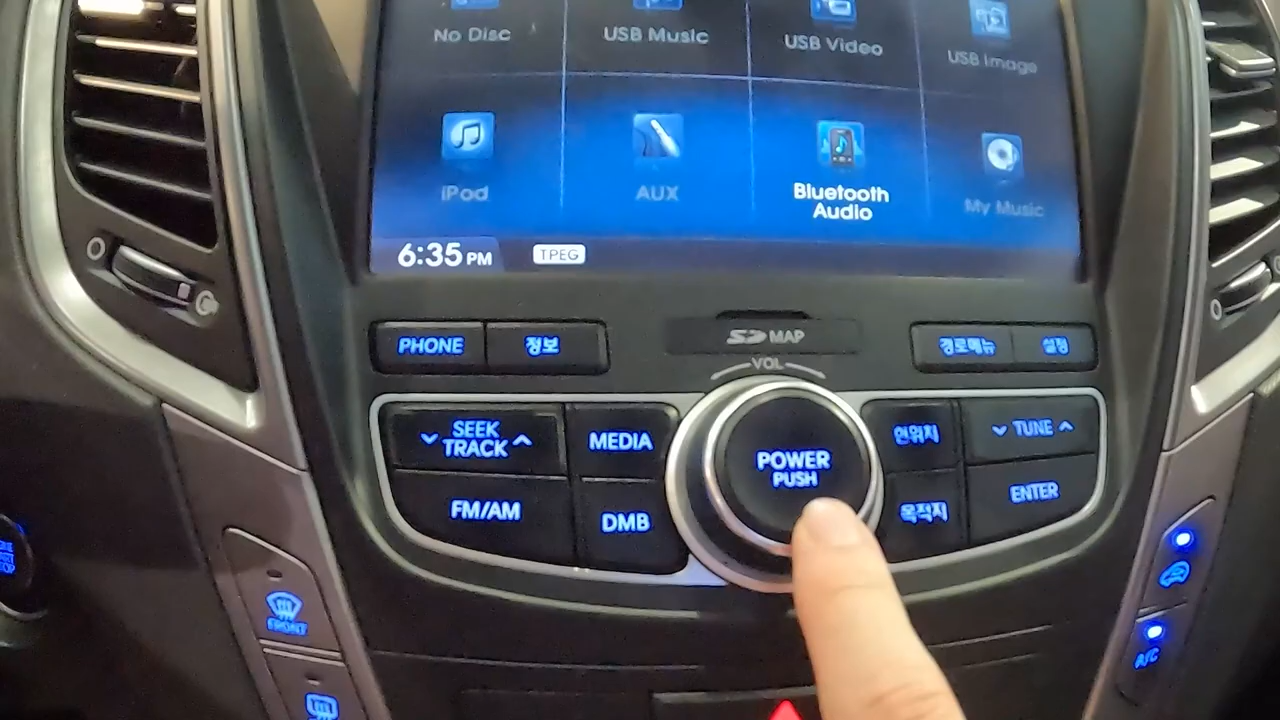 No Disc
USB Music
USB Video
USB Image
iPod
AUX
Bluetooth
Audio
My Music
6:35 PM
TPEG
PHONE
정보
SD MAP
경로메뉴
설정
VOL
SEEK
TRACK
MEDIA
POWER
PUSH
현위치
TUNE
FM/AM
DMB
목적지
ENTER
FRONT
A/C